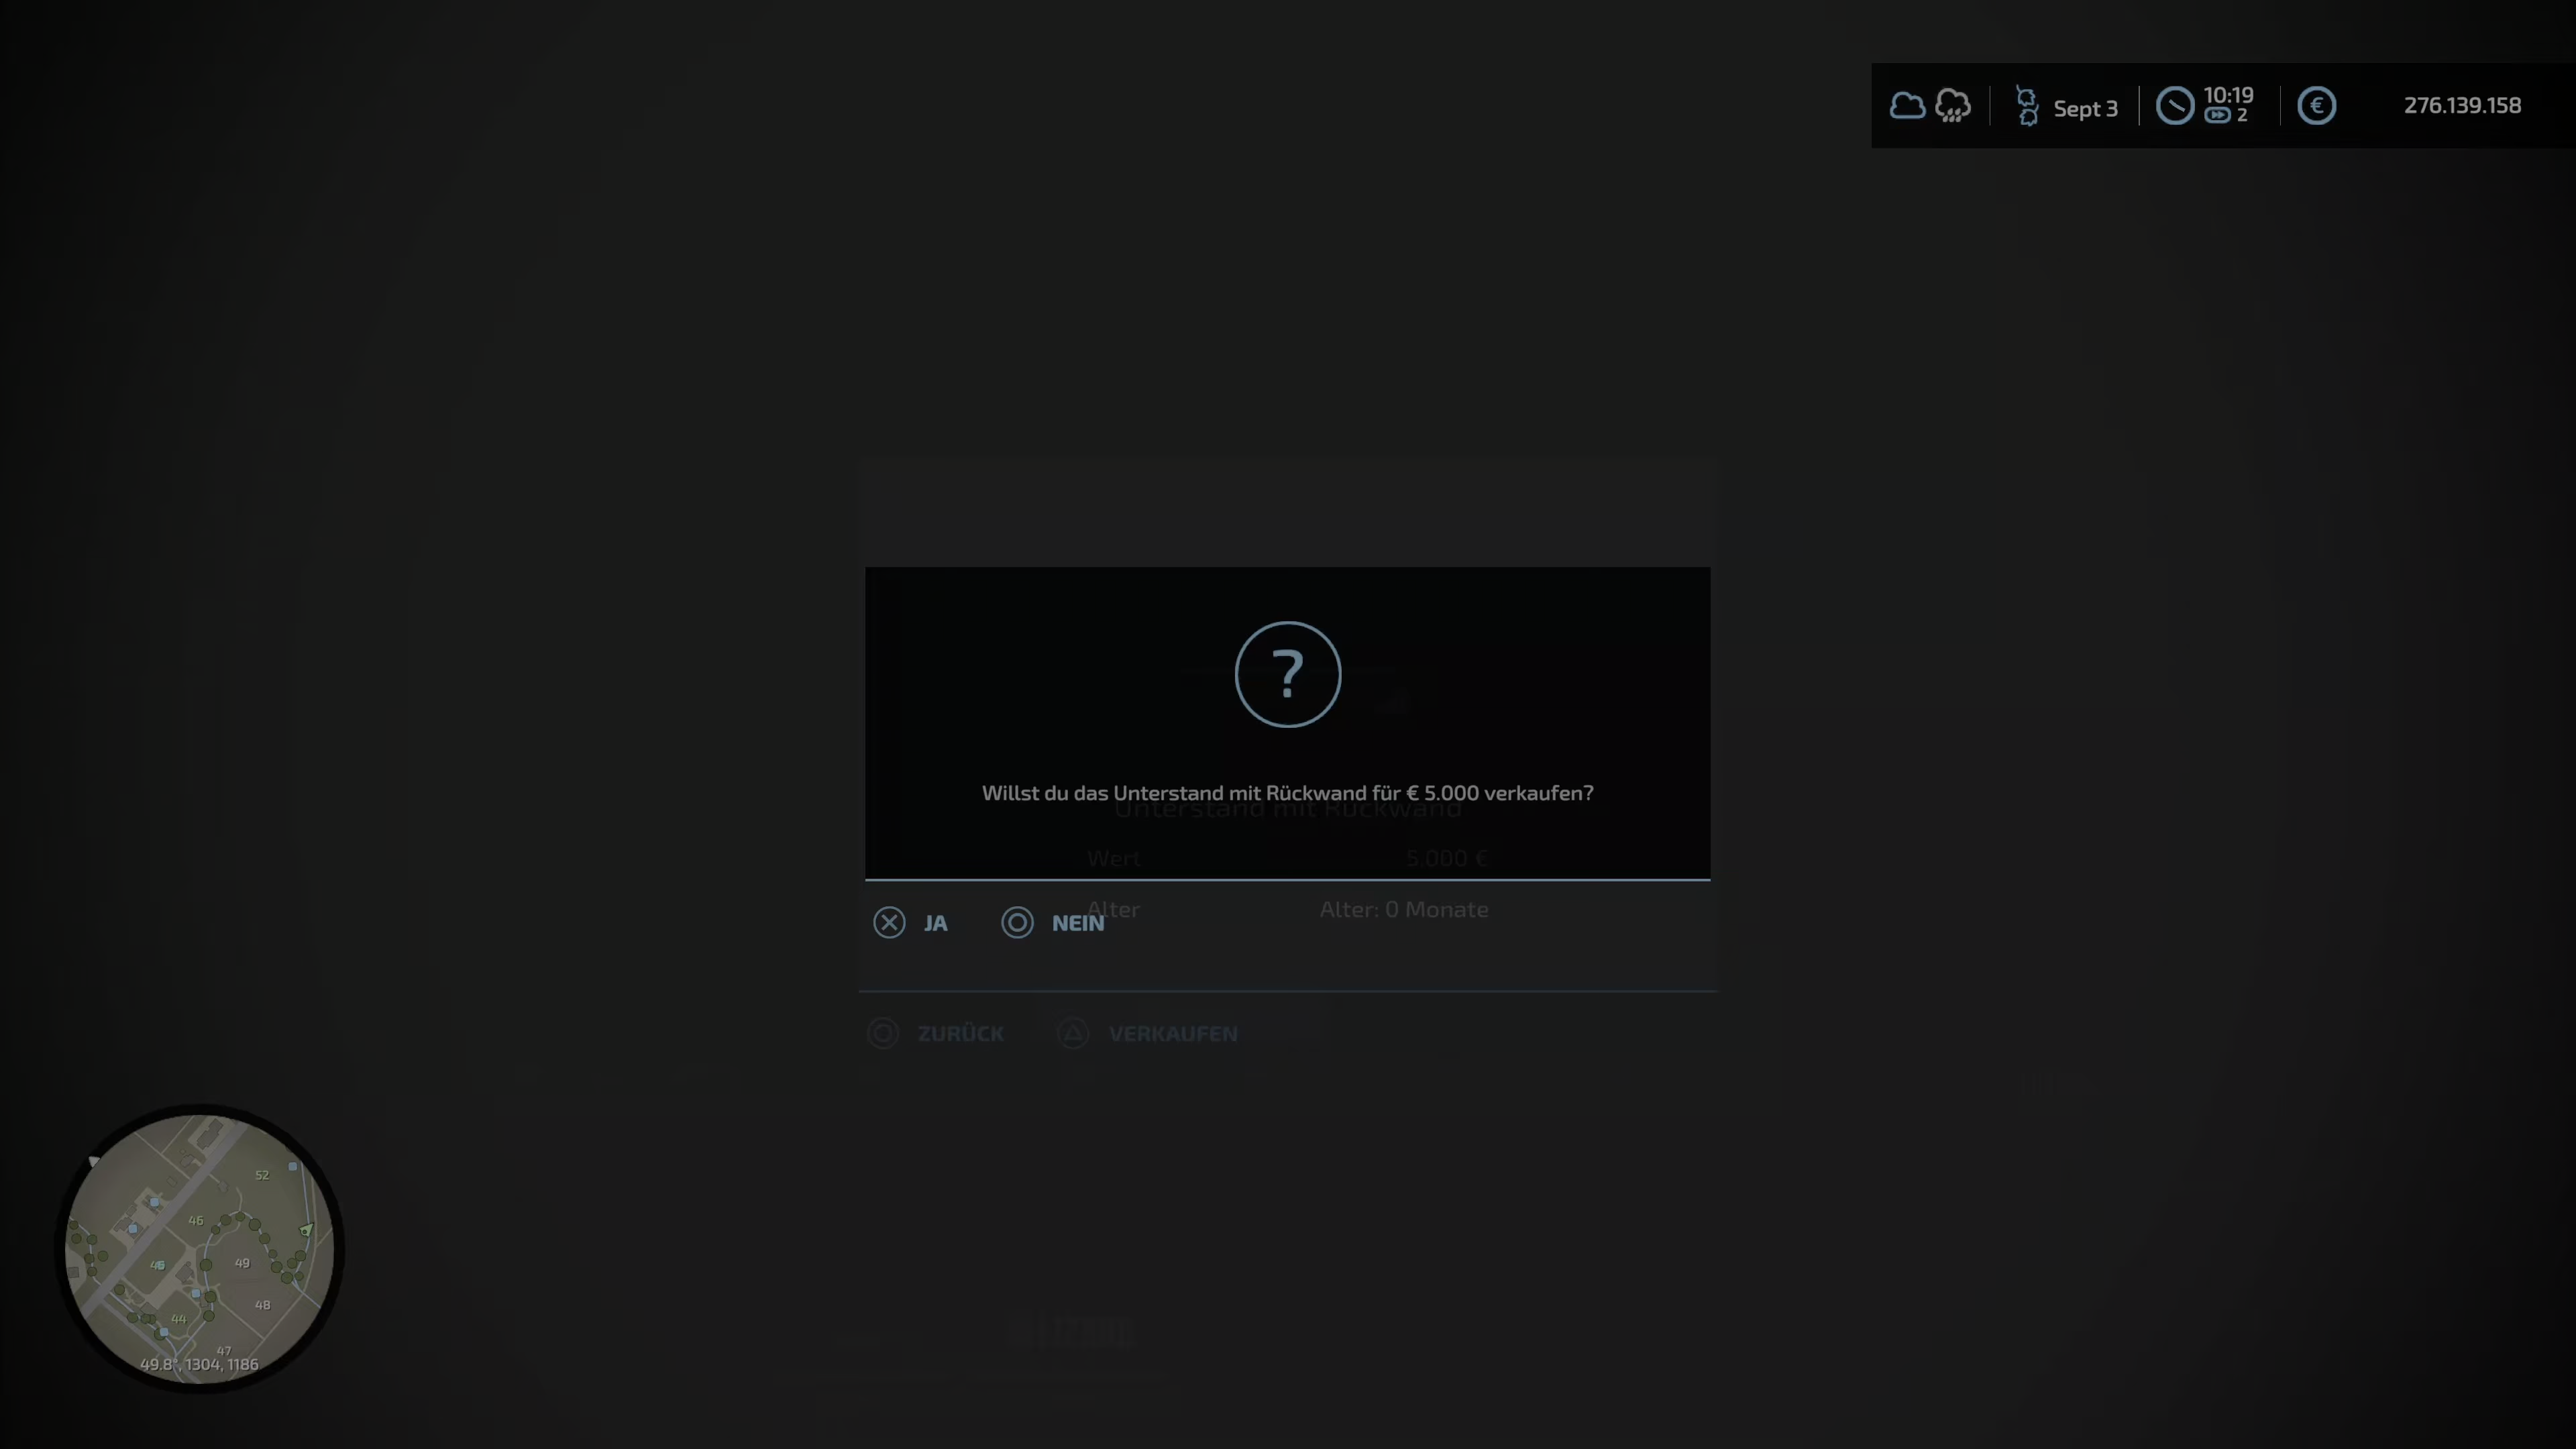 Sept 3
10:19
2
276.139.158
Willst du das Unterstand mit Rückwand für € 5.000 verkaufen?
Unterstand mit Rückwand
Wert 5.000 €
Alter Alter: 0 Monate
JA NEIN
ZURÜCK VERKAUFEN
52
46
49
48
44
47
49.8°, 1304, 1186